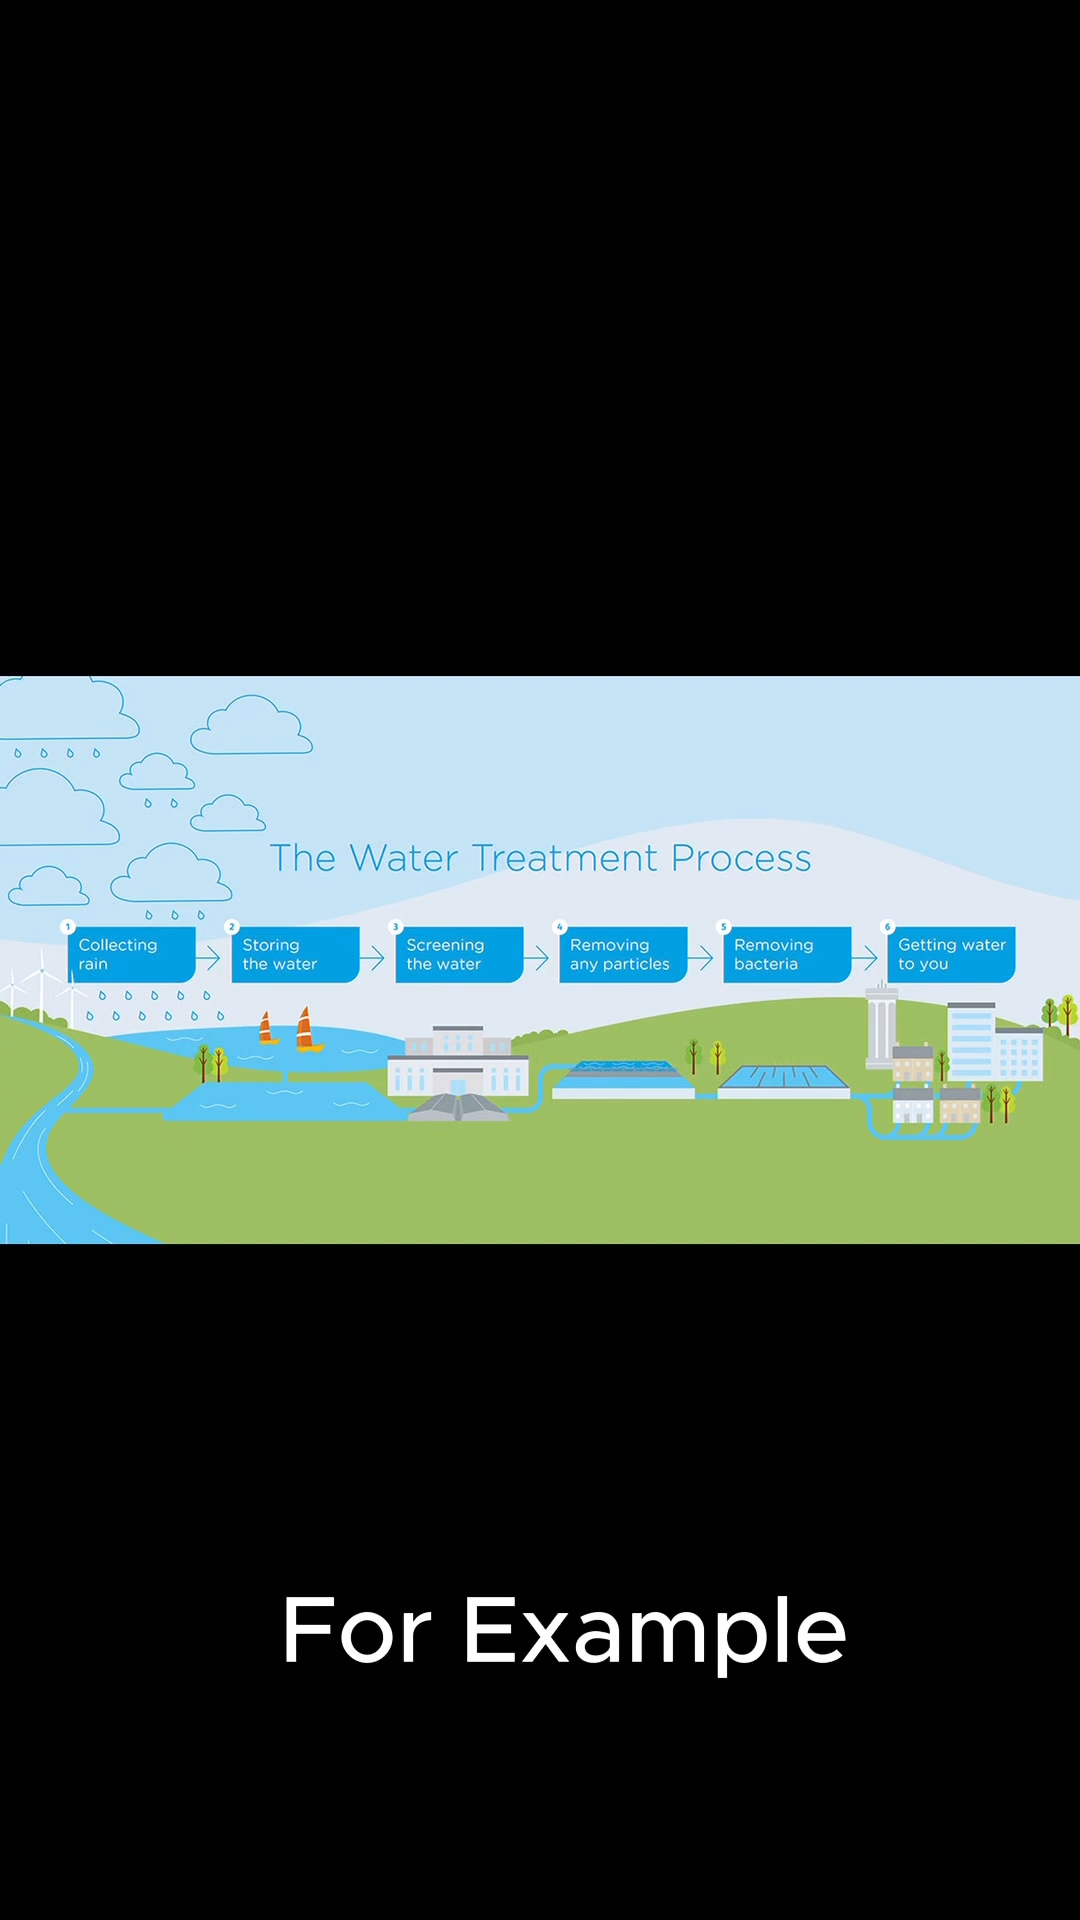 The Water Treatment Process
1
Collecting
rain
2
Storing
the water
3
Screening
the water
4
Removing
any particles
5
Removing
bacteria
6
Getting water
to you
For Example